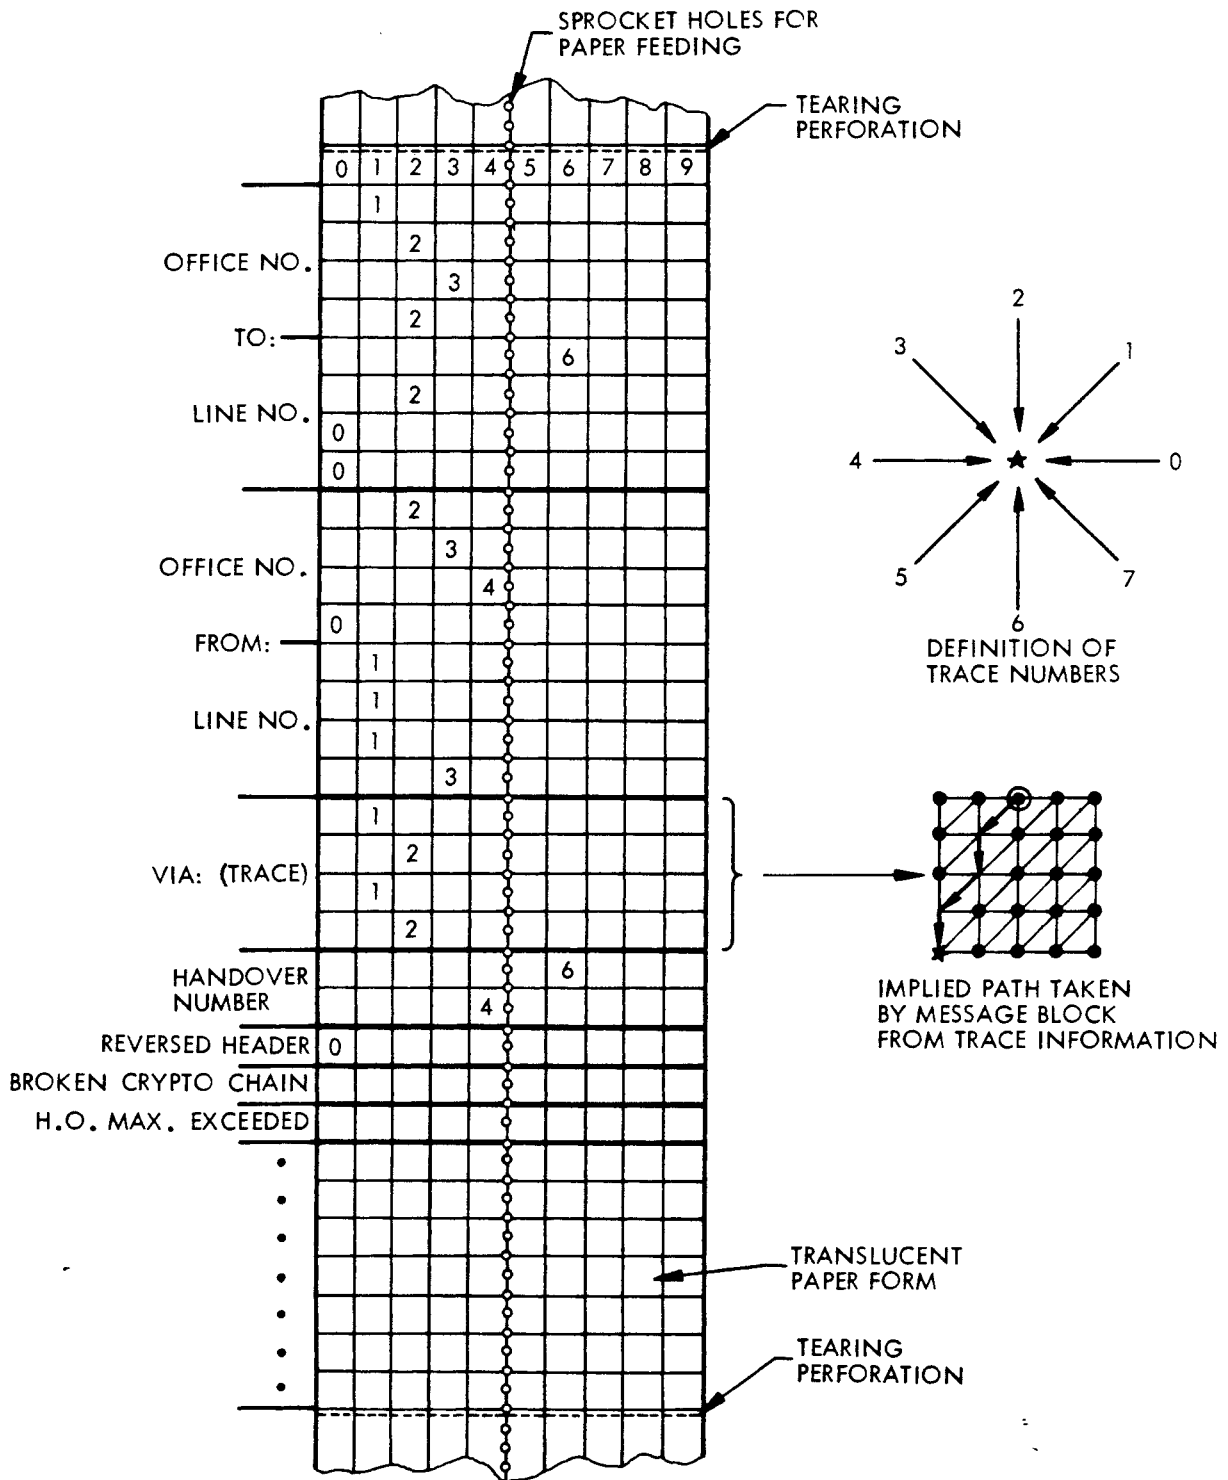 SPROCKET HOLES FOR
PAPER FEEDING
TEARING
PERFORATION
0 1 2 3 4 5 6 7 8 9
1
2
OFFICE NO.
3
2
TO:
6
2
LINE NO.
0
0
2
3
OFFICE NO.
4
0
FROM:
1
1
LINE NO.
1
3
1
2
VIA: (TRACE)
1
2
HANDOVER
NUMBER
6
4
REVERSED HEADER 0
BROKEN CRYPTO CHAIN
H.O. MAX. EXCEEDED
2
3 1
4 0
5 7
6
DEFINITION OF
TRACE NUMBERS
IMPLIED PATH TAKEN
BY MESSAGE BLOCK
FROM TRACE INFORMATION
TRANSLUCENT
PAPER FORM
TEARING
PERFORATION